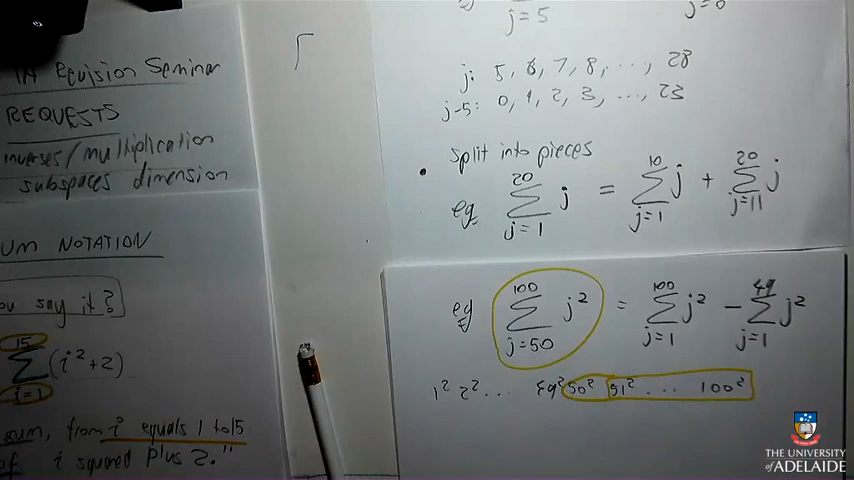 REVISION SEMINAR
REQUESTS
inverses/multiplication
subspaces dimension
UM NOTATION
ou say it?
15
∑ (i² + 2)
i=1
sum, from i equals 1 to 15
of i squared plus 2."
j=5 j=0
j: 5, 6, 7, 8, ..., 28
j-5: 0, 1, 2, 3, ..., 23
• split into pieces
20 10 20
eg ∑ j = ∑ j + ∑ j
j=1 j=1 j=11
100 100 49
eg ∑ j² = ∑ j² - ∑ j²
j=50 j=1 j=1
1² 2² ... 49² 50² 51² ... 100²
THE UNIVERSITY
of ADELAIDE